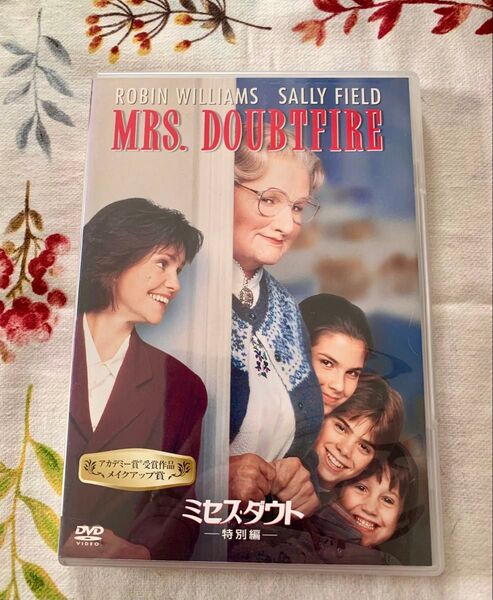 ROBIN WILLIAMS SALLY FIELD
MRS. DOUBTFIRE
アカデミー賞®受賞作品
メイクアップ賞
ミセス・ダウト
特別編
DVD
VIDEO